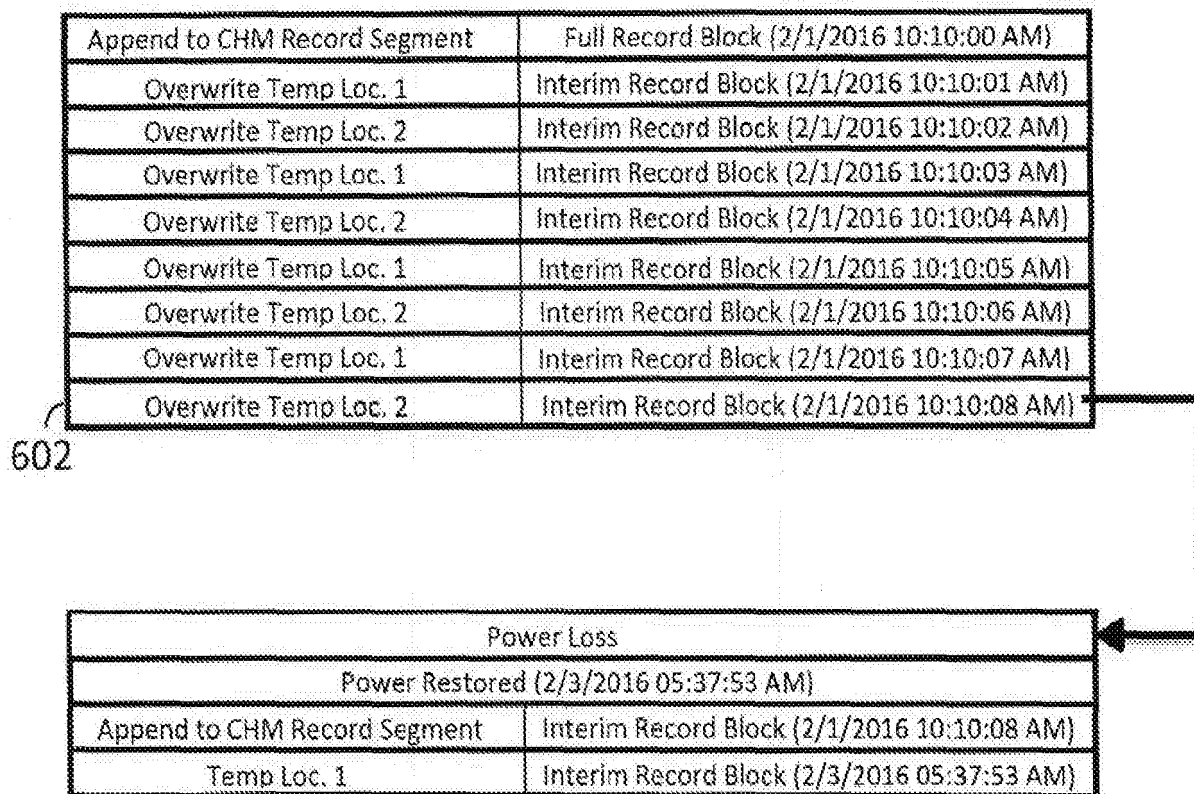 Append to CHM Record Segment Full Record Block (2/1/2016 10:10:00 AM)
Overwrite Temp Loc. 1 Interim Record Block (2/1/2016 10:10:01 AM)
Overwrite Temp Loc. 2 Interim Record Block (2/1/2016 10:10:02 AM)
Overwrite Temp Loc. 1 Interim Record Block (2/1/2016 10:10:03 AM)
Overwrite Temp Loc. 2 Interim Record Block (2/1/2016 10:10:04 AM)
Overwrite Temp Loc. 1 Interim Record Block (2/1/2016 10:10:05 AM)
Overwrite Temp Loc. 2 Interim Record Block (2/1/2016 10:10:06 AM)
Overwrite Temp Loc. 1 Interim Record Block (2/1/2016 10:10:07 AM)
Overwrite Temp Loc. 2 Interim Record Block (2/1/2016 10:10:08 AM)
602
Power Loss
Power Restored (2/3/2016 05:37:53 AM)
Append to CHM Record Segment Interim Record Block (2/1/2016 10:10:08 AM)
Temp Loc. 1 Interim Record Block (2/3/2016 05:37:53 AM)